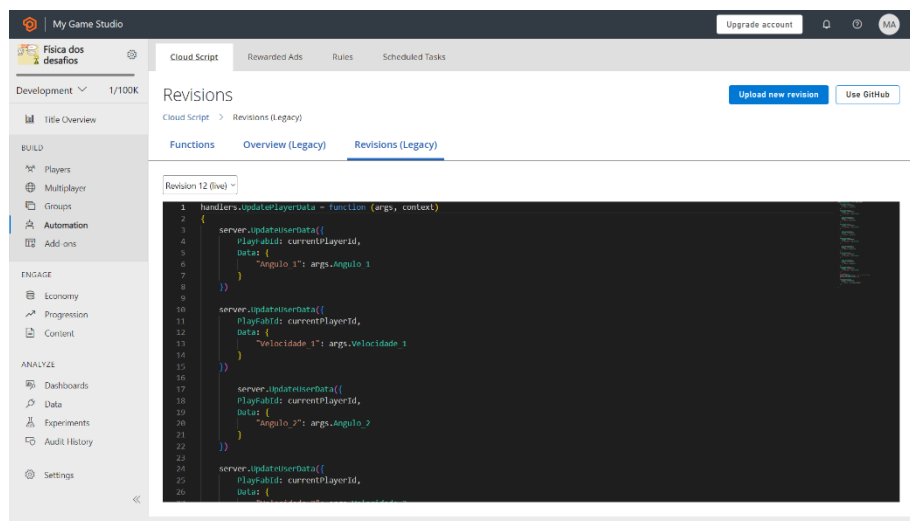 My Game Studio
Upgrade account
MA
Física dos
desafios
Development
1/100K
Title Overview
BUILD
Players
Multiplayer
Groups
Automation
Add-ons
ENGAGE
Economy
Progression
Content
ANALYZE
Dashboards
Data
Experiments
Audit History
Settings
Cloud Script
Rewarded Ads
Rules
Scheduled Tasks
Revisions
Upload new revision
Use GitHub
Cloud Script > Revisions (Legacy)
Functions
Overview (Legacy)
Revisions (Legacy)
Revision 12 (live)
1 handlers.UpdatePlayerData = function (args, context)
2 {
3 server.UpdateUserData({
4 PlayFabId: currentPlayerId,
5 Data: {
6 "Angulo_1": args.Angulo_1
7 }
8 })
9
10 server.UpdateUserData({
11 PlayFabId: currentPlayerId,
12 Data: {
13 "Velocidade_1": args.Velocidade_1
14 }
15 })
16
17 server.UpdateUserData({
18 PlayFabId: currentPlayerId,
19 Data: {
20 "Angulo_2": args.Angulo_2
21 }
22 })
23
24 server.UpdateUserData({
25 PlayFabId: currentPlayerId,
26 Data: {